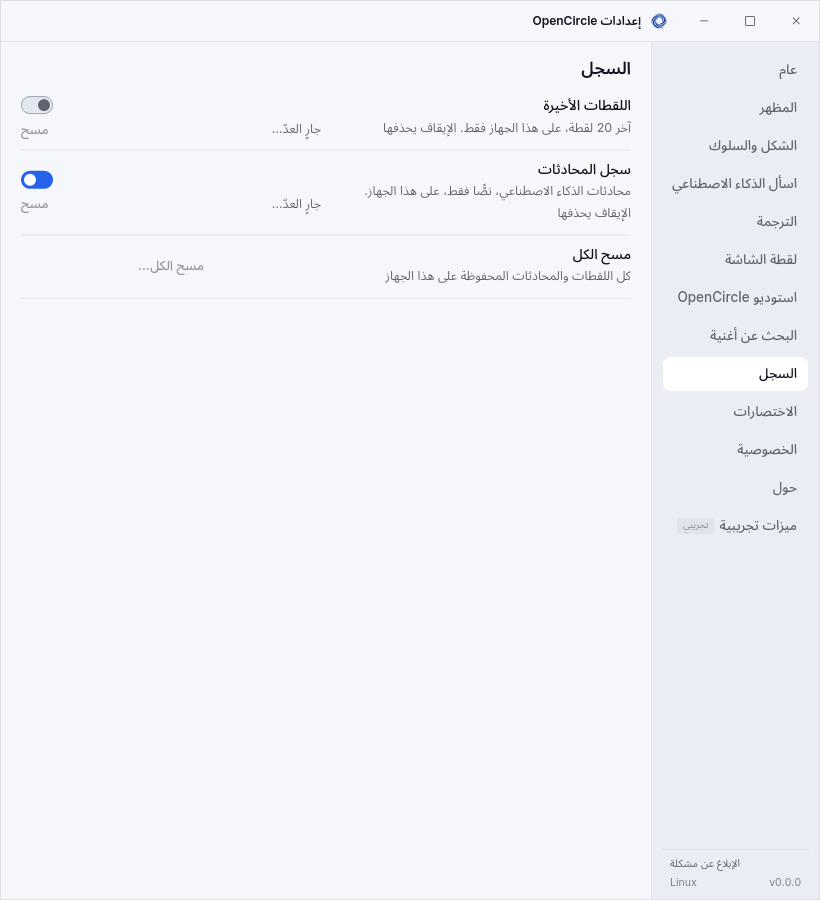 إعدادات OpenCircle
عام
المظهر
الشكل والسلوك
اسأل الذكاء الاصطناعي
الترجمة
لقطة الشاشة
استوديو OpenCircle
البحث عن أغنية
السجل
الاختصارات
الخصوصية
حول
ميزات تجريبية تجريبي
الإبلاغ عن مشكلة
v0.0.0 Linux
السجل
اللقطات الأخيرة
آخر 20 لقطة، على هذا الجهاز فقط. الإيقاف يحذفها
جارٍ العدّ...
مسح
سجل المحادثات
محادثات الذكاء الاصطناعي، نصًّا فقط، على هذا الجهاز.
الإيقاف يحذفها
جارٍ العدّ...
مسح
مسح الكل
كل اللقطات والمحادثات المحفوظة على هذا الجهاز
مسح الكل...